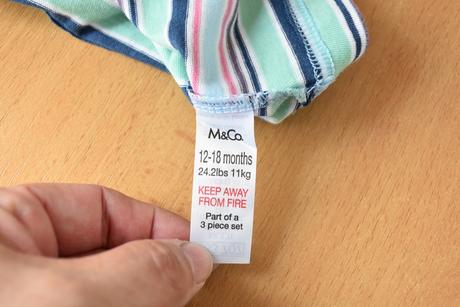 M&Co.
12-18 months
24.2lbs 11kg
KEEP AWAY
FROM FIRE
Part of a
3 piece set